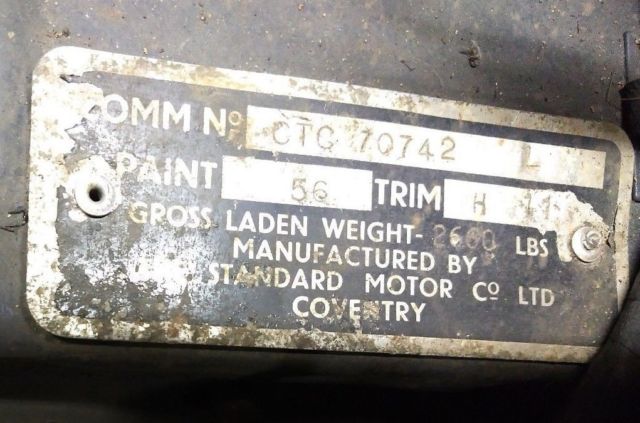 COMM Nº CTC 70742 L
PAINT 56 TRIM H 11
GROSS LADEN WEIGHT- 2600 LBS
MANUFACTURED BY
STANDARD MOTOR Cº LTD
COVENTRY